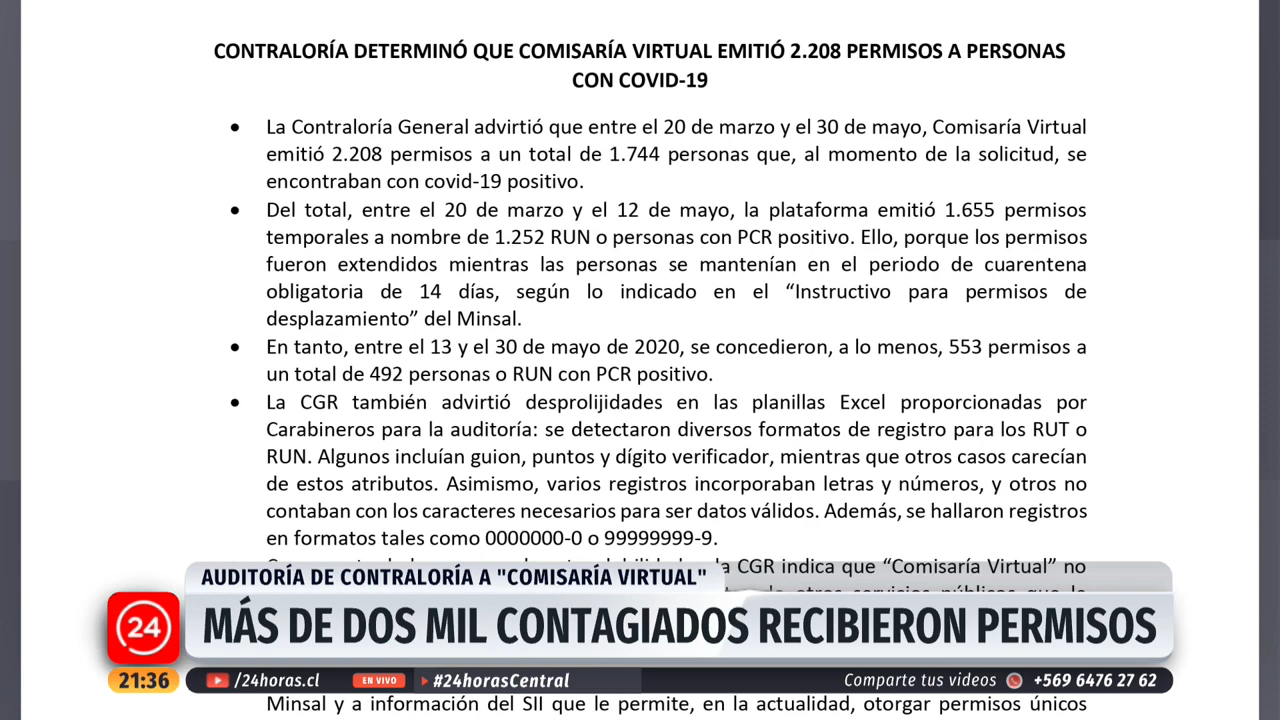 CONTRALORÍA DETERMINÓ QUE COMISARÍA VIRTUAL EMITIÓ 2.208 PERMISOS A PERSONAS
CON COVID-19
• La Contraloría General advirtió que entre el 20 de marzo y el 30 de mayo, Comisaría Virtual
emitió 2.208 permisos a un total de 1.744 personas que, al momento de la solicitud, se
encontraban con covid-19 positivo.
• Del total, entre el 20 de marzo y el 12 de mayo, la plataforma emitió 1.655 permisos
temporales a nombre de 1.252 RUN o personas con PCR positivo. Ello, porque los permisos
fueron extendidos mientras las personas se mantenían en el periodo de cuarentena
obligatoria de 14 días, según lo indicado en el “Instructivo para permisos de
desplazamiento” del Minsal.
• En tanto, entre el 13 y el 30 de mayo de 2020, se concedieron, a lo menos, 553 permisos a
un total de 492 personas o RUN con PCR positivo.
• La CGR también advirtió desprolijidades en las planillas Excel proporcionadas por
Carabineros para la auditoría: se detectaron diversos formatos de registro para los RUT o
RUN. Algunos incluían guion, puntos y dígito verificador, mientras que otros casos carecían
de estos atributos. Asimismo, varios registros incorporaban letras y números, y otros no
contaban con los caracteres necesarios para ser datos válidos. Además, se hallaron registros
en formatos tales como 0000000-0 o 99999999-9.
CGR indica que “Comisaría Virtual” no
AUDITORÍA DE CONTRALORÍA A "COMISARÍA VIRTUAL"
24 MÁS DE DOS MIL CONTAGIADOS RECIBIERON PERMISOS
21:36 /24horas.cl EN VIVO #24horasCentral Comparte tus videos +569 6476 27 62
Minsal y a información del SII que le permite, en la actualidad, otorgar permisos únicos